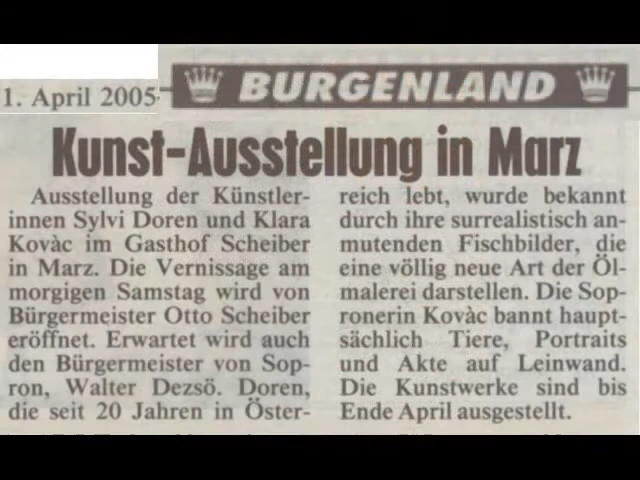 BURGENLAND
1. April 2005
Kunst-Ausstellung in Marz
Ausstellung der Künstler-
innen Sylvi Doren und Klara
Kovàc im Gasthof Scheiber
in Marz. Die Vernissage am
morgigen Samstag wird von
Bürgermeister Otto Scheiber
eröffnet. Erwartet wird auch
den Bürgermeister von Sop-
ron, Walter Dezsö. Doren,
die seit 20 Jahren in Öster-
reich lebt, wurde bekannt
durch ihre surrealistisch an-
mutenden Fischbilder, die
eine völlig neue Art der Öl-
malerei darstellen. Die Sop-
ronerin Kovàc bannt haupt-
sächlich Tiere, Portraits
und Akte auf Leinwand.
Die Kunstwerke sind bis
Ende April ausgestellt.